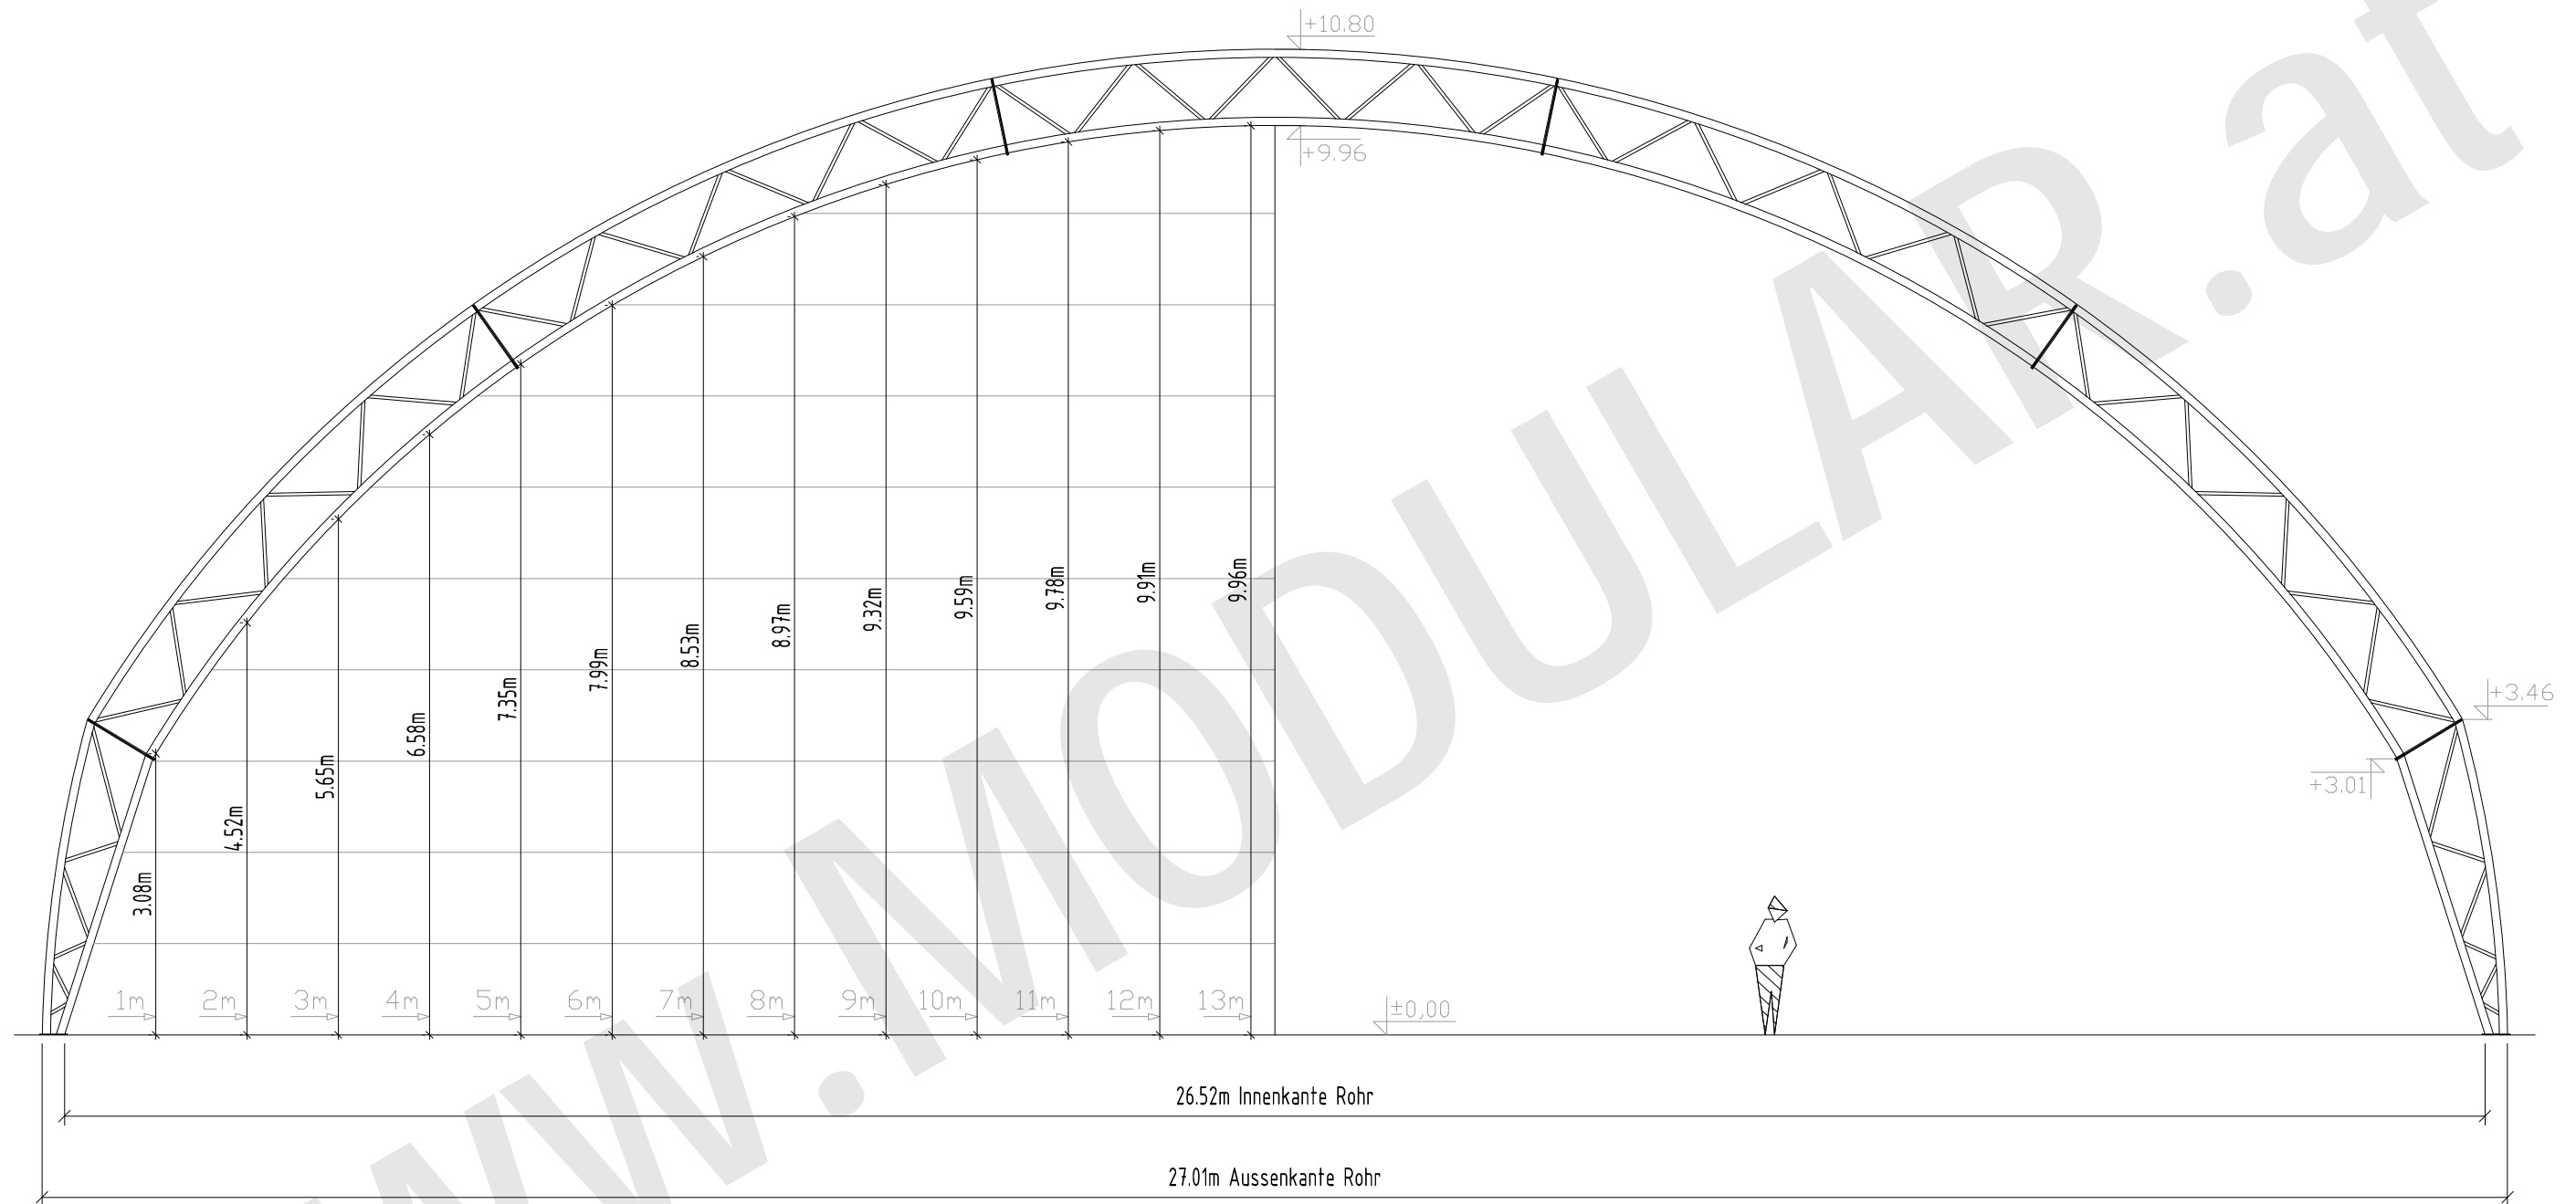 +10.80
+9.96
+3.46
+3.01
3.08m
4.52m
5.65m
6.58m
7.35m
7.99m
8.53m
8.97m
9.32m
9.59m
9.78m
9.91m
9.96m
1m 2m 3m 4m 5m 6m 7m 8m 9m 10m 11m 12m 13m
±0,00
26.52m Innenkante Rohr
27.01m Aussenkante Rohr
ww.MODULAR.at